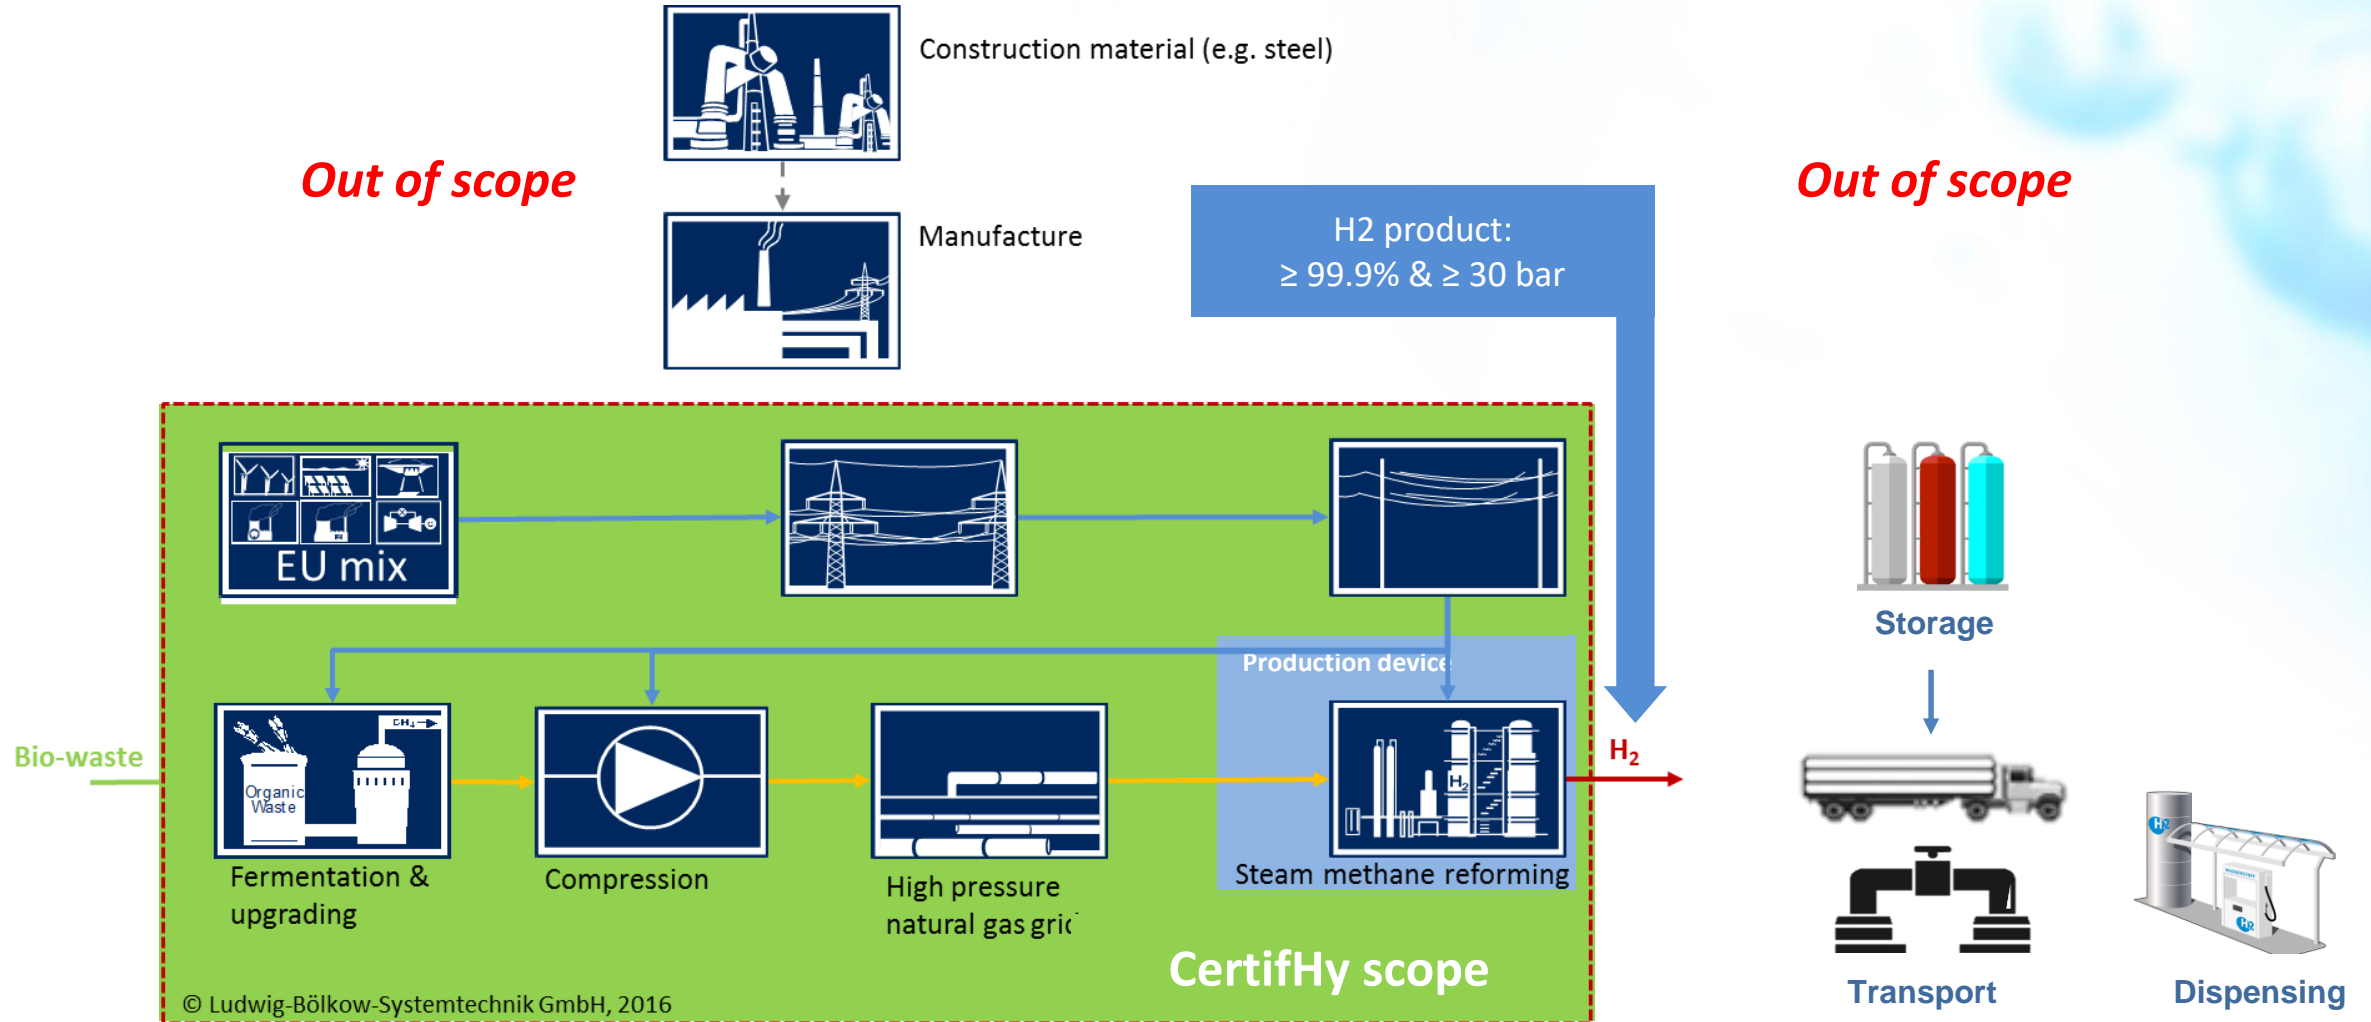 Construction material (e.g. steel)
Out of scope
Out of scope
Manufacture
H2 product:
≥ 99.9% & ≥ 30 bar
EU mix
Storage
Production device
CH₄
Bio-waste
Organic
Waste
H₂
H₂
H2
Fermentation &
upgrading
Compression
High pressure
natural gas grid
Steam methane reforming
H2
CertifHy scope
Transport
Dispensing
© Ludwig-Bölkow-Systemtechnik GmbH, 2016